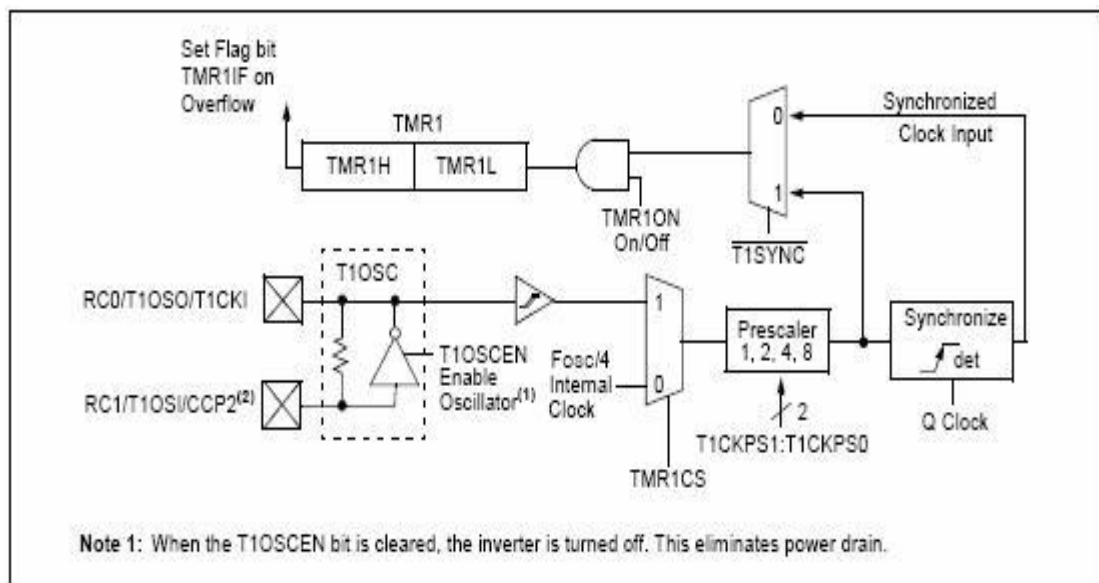 Set Flag bit
TMR1IF on
Overflow
TMR1
TMR1H
TMR1L
0
1
Synchronized
Clock Input
TMR1ON
On/Off
T1SYNC
T1OSC
RC0/T1OSO/T1CKI
T1OSCEN
Enable
Oscillator(1)
RC1/T1OSI/CCP2(2)
1
0
Fosc/4
Internal
Clock
Prescaler
1, 2, 4, 8
Synchronize
det
2
T1CKPS1:T1CKPS0
Q Clock
TMR1CS
Note 1: When the T1OSCEN bit is cleared, the inverter is turned off. This eliminates power drain.